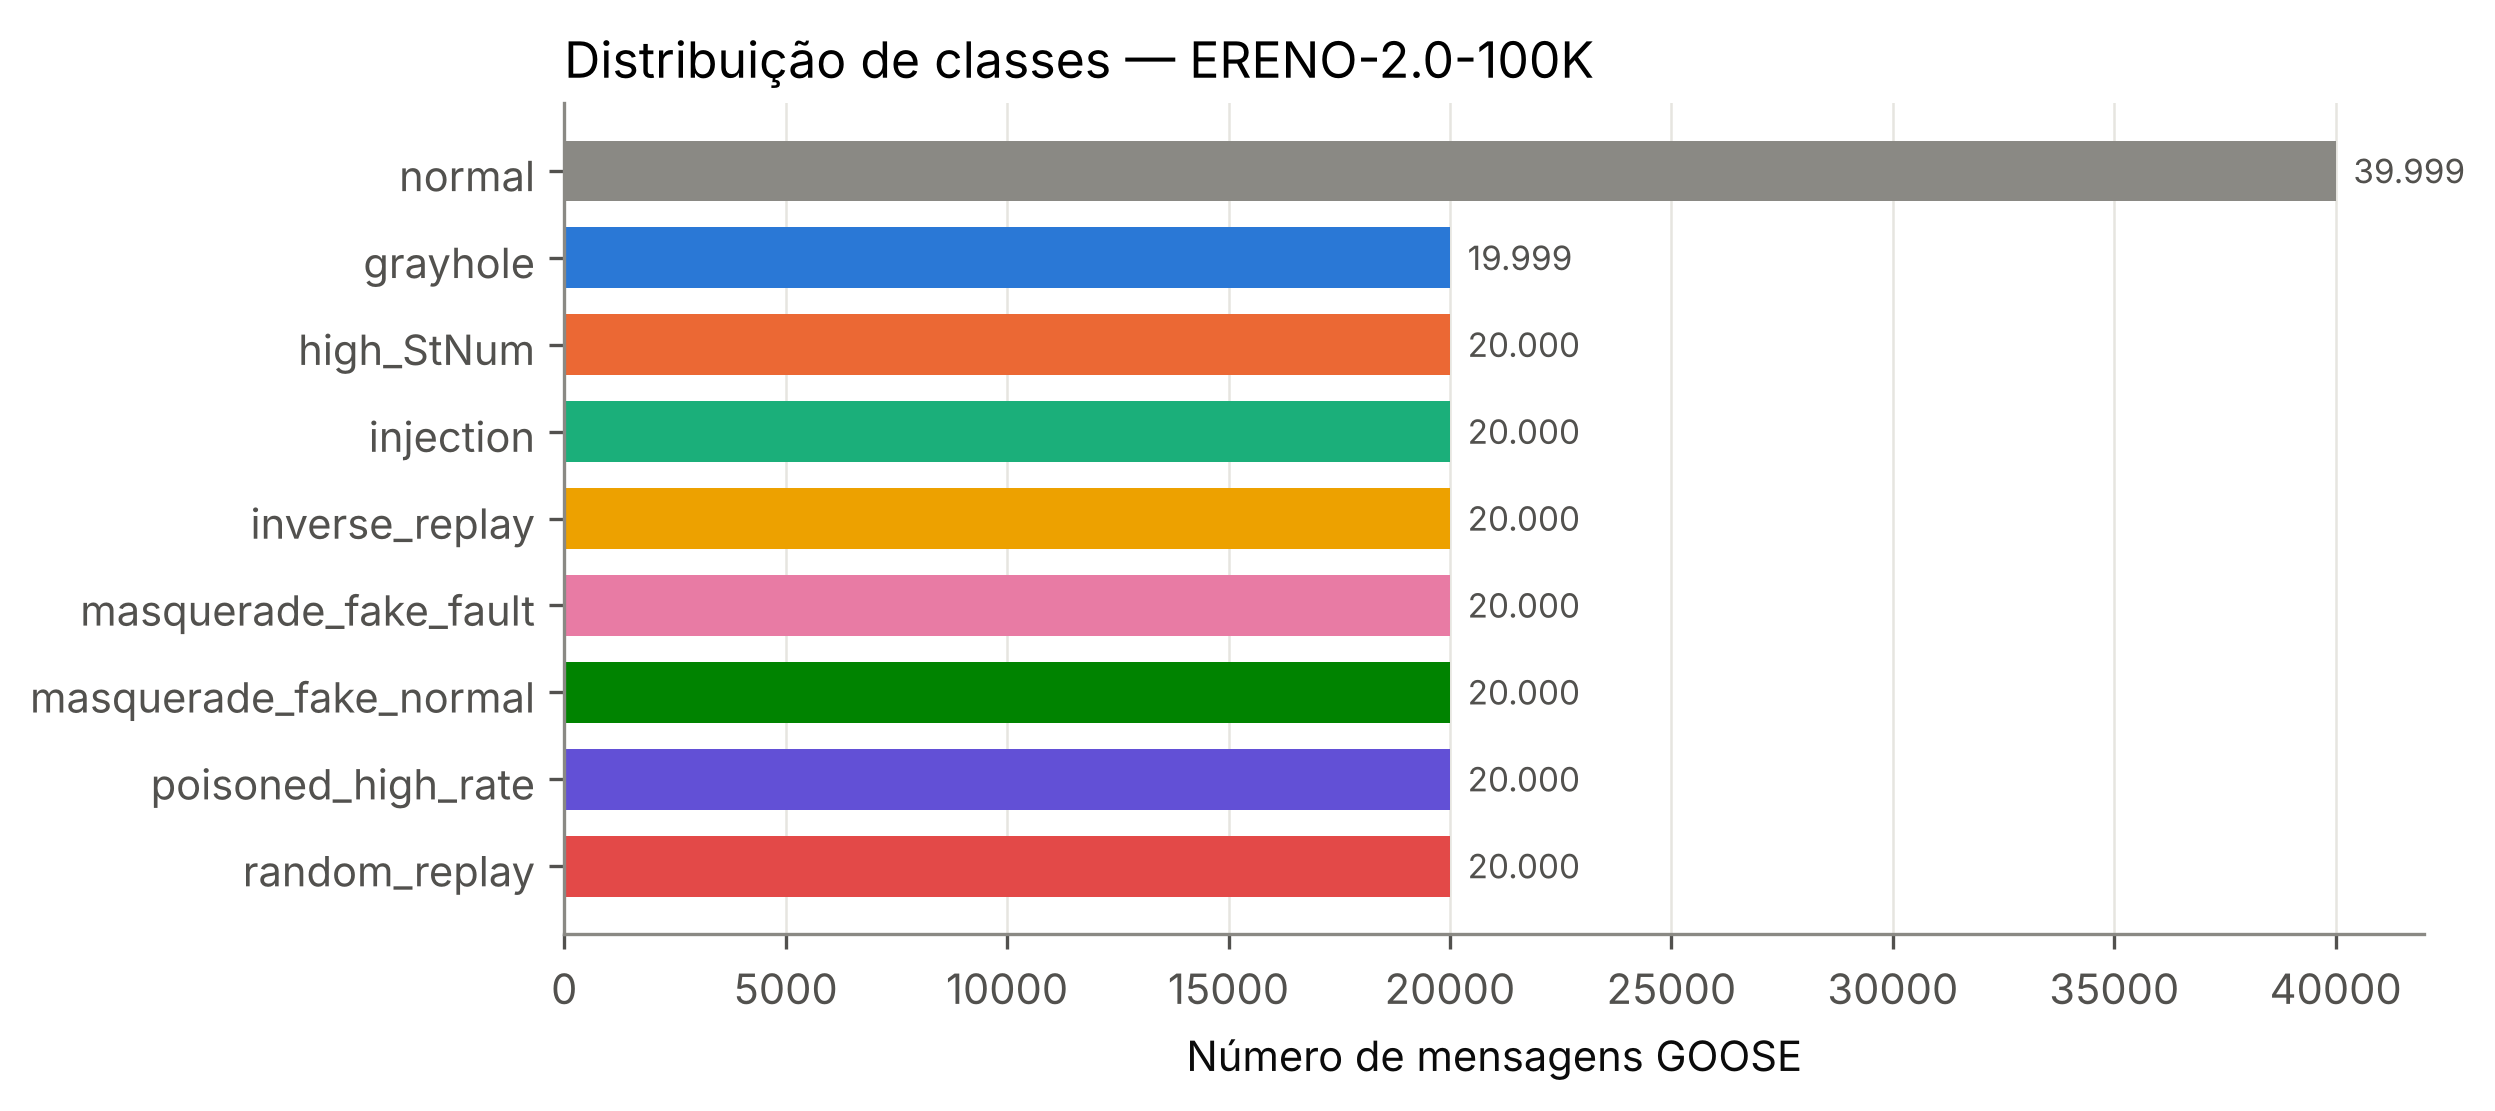 Distribuição de classes — ERENO-2.0-100K
normal 39.999
grayhole 19.999
high_StNum 20.000
injection 20.000
inverse_replay 20.000
masquerade_fake_fault 20.000
masquerade_fake_normal 20.000
poisoned_high_rate 20.000
random_replay 20.000
0 5000 10000 15000 20000 25000 30000 35000 40000
Número de mensagens GOOSE